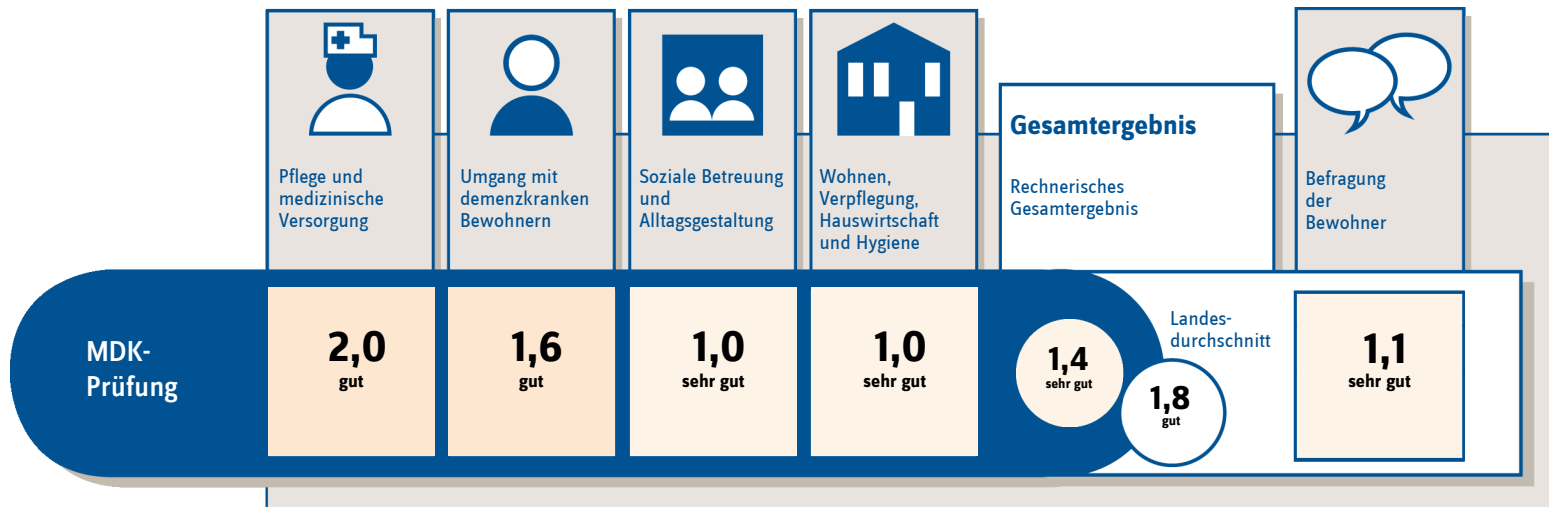 Pflege und
medizinische
Versorgung
Umgang mit
demenzkranken
Bewohnern
Soziale Betreuung
und
Alltagsgestaltung
Wohnen,
Verpflegung,
Hauswirtschaft
und Hygiene
Gesamtergebnis
Rechnerisches
Gesamtergebnis
Befragung
der
Bewohner
MDK-
Prüfung
2,0
gut
1,6
gut
1,0
sehr gut
1,0
sehr gut
1,4
sehr gut
Landes-
durchschnitt
1,8
gut
1,1
sehr gut